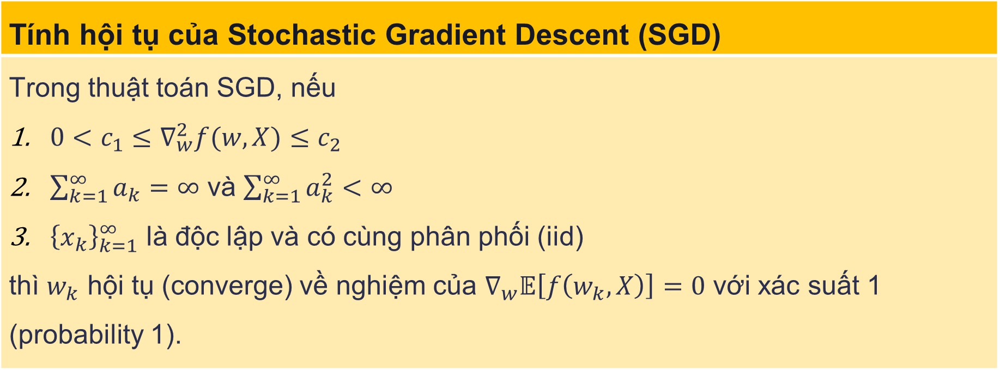 Tính hội tụ của Stochastic Gradient Descent (SGD)
Trong thuật toán SGD, nếu
1. $0 < c_1 \leq \nabla_w^2 f(w, X) \leq c_2$
2. $\sum_{k=1}^{\infty} a_k = \infty$ và $\sum_{k=1}^{\infty} a_k^2 < \infty$
3. $\{x_k\}_{k=1}^{\infty}$ là độc lập và có cùng phân phối (iid)
thì $w_k$ hội tụ (converge) về nghiệm của $\nabla_w \mathbb{E}[f(w_k, X)] = 0$ với xác suất 1
(probability 1).